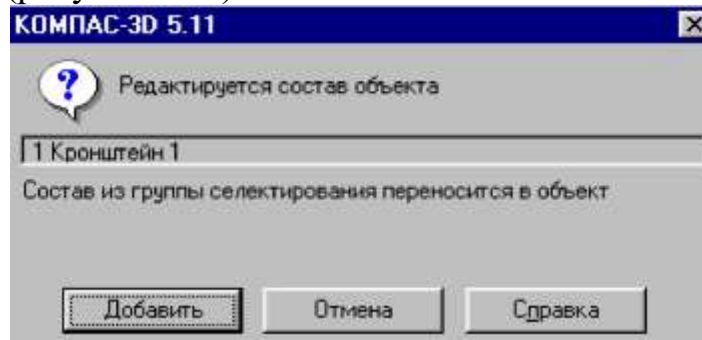 КОМПАС-3D 5.11
Редактируется состав объекта
1 Кронштейн 1
Состав из группы селектирования переносится в объект
Добавить Отмена Справка